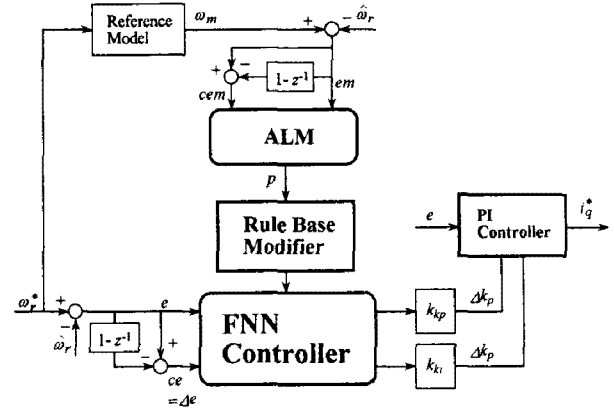 Reference
Model
ω_m
+
− ω̂_r
+
−
1- z⁻¹
cem
em
ALM
p
Rule Base
Modifier
e
PI
Controller
i_q*
ω_r*
+
−
ω̂_r
1- z⁻¹
e
+
−
ce
=Δe
FNN
Controller
k_kp
Δk_p
k_ki
Δk_p